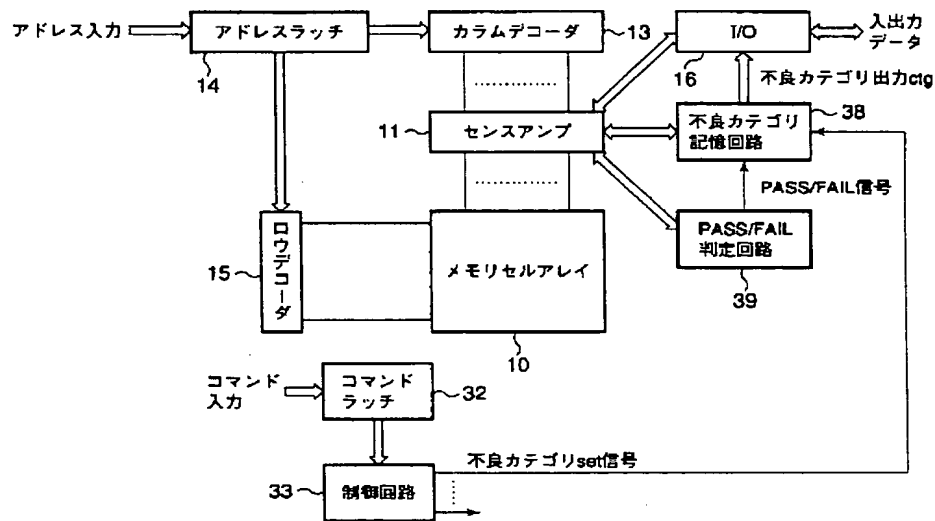 アドレス入力
アドレスラッチ
14
カラムデコーダ
13
I/O
16
入出力
データ
不良カテゴリ出力ctg
センスアンプ
11
不良カテゴリ
記憶回路
38
PASS/FAIL信号
PASS/FAIL
判定回路
39
ロウデコーダ
15
メモリセルアレイ
10
コマンド
入力
コマンド
ラッチ
32
不良カテゴリset信号
制御回路
33